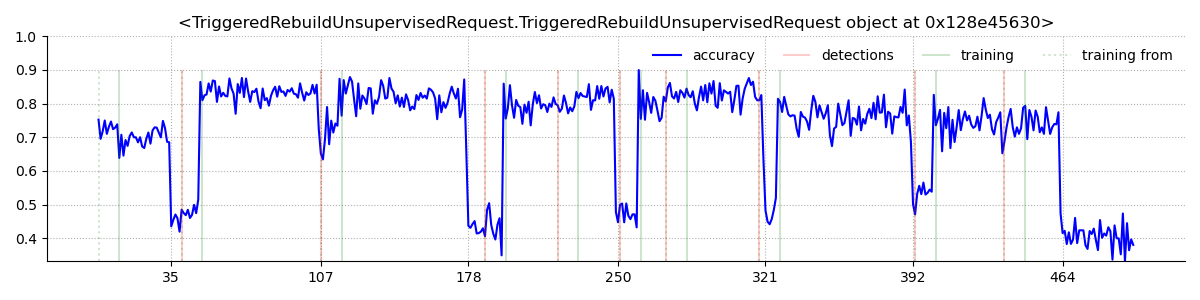 <TriggeredRebuildUnsupervisedRequest.TriggeredRebuildUnsupervisedRequest object at 0x128e45630>
accuracy detections training training from
1.0
0.9
0.8
0.7
0.6
0.5
0.4
35 107 178 250 321 392 464